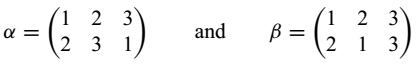 α = (1 2 3 / 2 3 1) and β = (1 2 3 / 2 1 3)